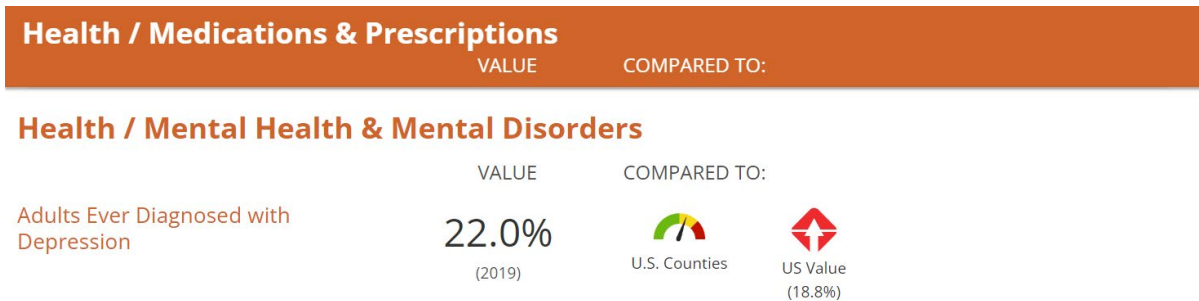 Health / Medications & Prescriptions
VALUE COMPARED TO:
Health / Mental Health & Mental Disorders
VALUE COMPARED TO:
Adults Ever Diagnosed with
Depression
22.0%
(2019)
U.S. Counties
US Value
(18.8%)